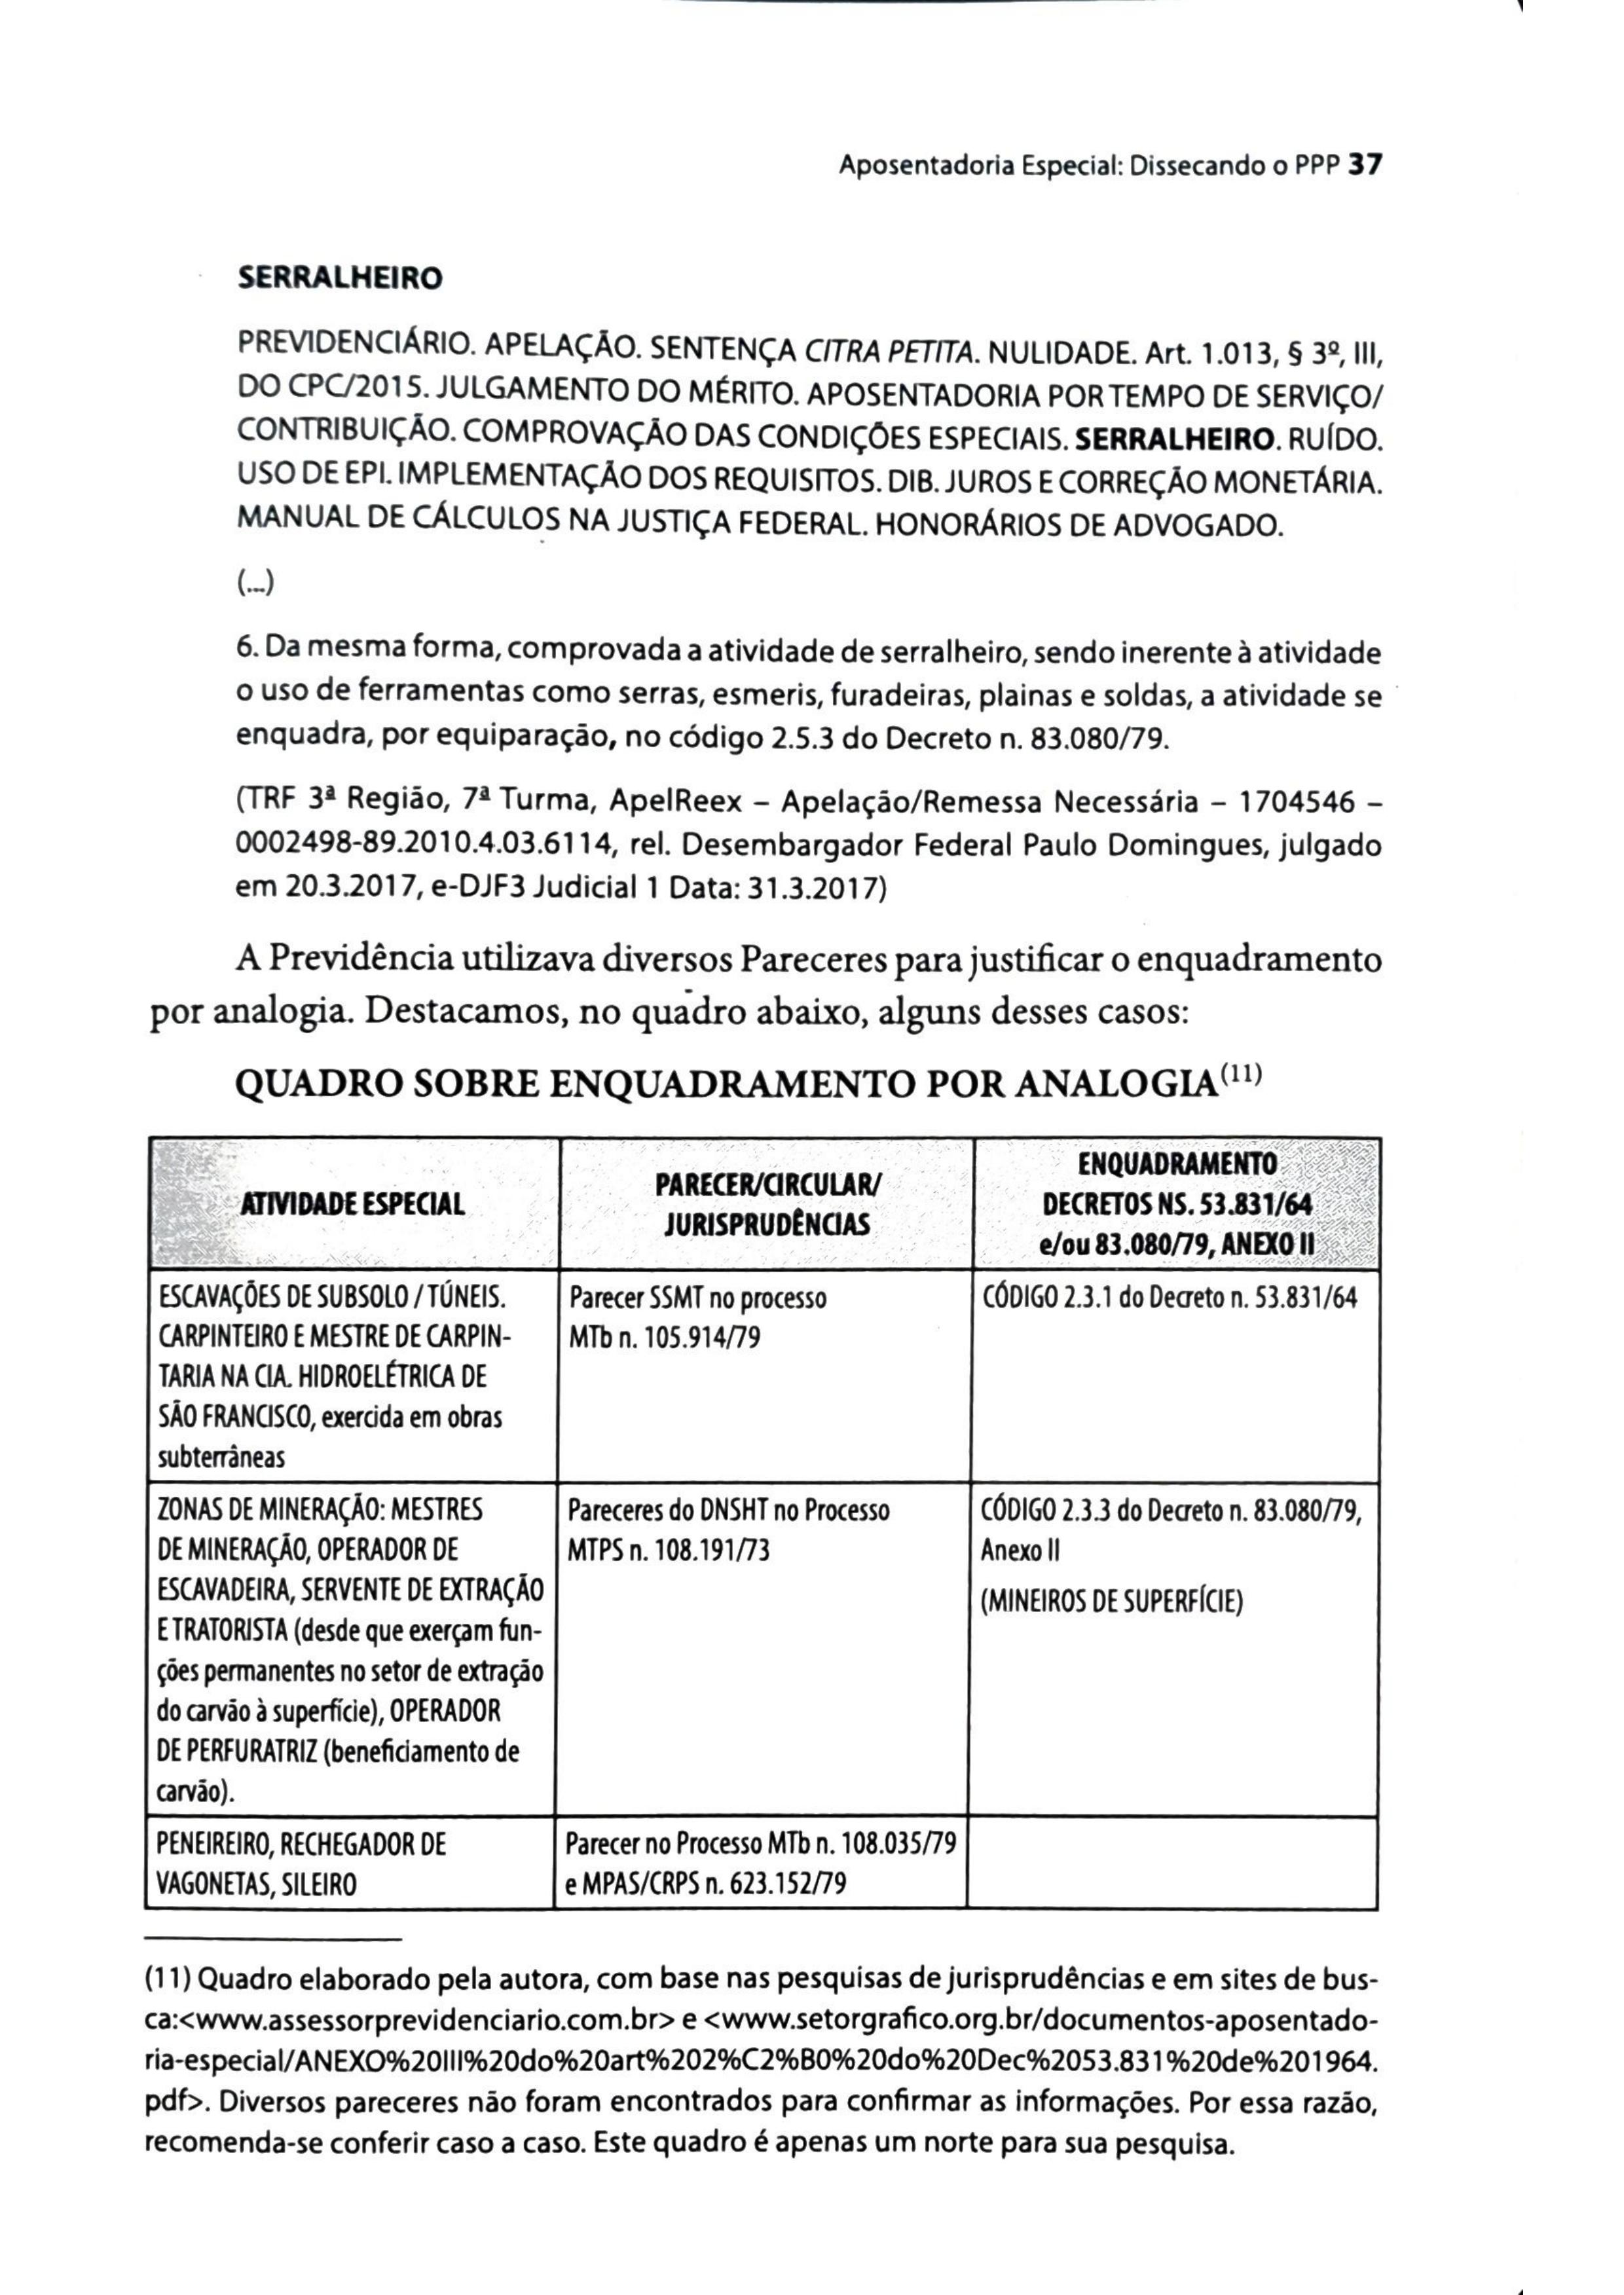 Aposentadoria Especial: Dissecando o PPP 37
SERRALHEIRO
PREVIDENCIÁRIO. APELAÇÃO. SENTENÇA CITRA PETITA. NULIDADE. Art. 1.013, § 3º, III,
DO CPC/2015. JULGAMENTO DO MÉRITO. APOSENTADORIA POR TEMPO DE SERVIÇO/
CONTRIBUIÇÃO. COMPROVAÇÃO DAS CONDIÇÕES ESPECIAIS. SERRALHEIRO. RUÍDO.
USO DE EPI. IMPLEMENTAÇÃO DOS REQUISITOS. DIB. JUROS E CORREÇÃO MONETÁRIA.
MANUAL DE CÁLCULOS NA JUSTIÇA FEDERAL. HONORÁRIOS DE ADVOGADO.
(...)
6. Da mesma forma, comprovada a atividade de serralheiro, sendo inerente à atividade
o uso de ferramentas como serras, esmeris, furadeiras, plainas e soldas, a atividade se
enquadra, por equiparação, no código 2.5.3 do Decreto n. 83.080/79.
(TRF 3ª Região, 7ª Turma, ApelReex – Apelação/Remessa Necessária – 1704546 –
0002498-89.2010.4.03.6114, rel. Desembargador Federal Paulo Domingues, julgado
em 20.3.2017, e-DJF3 Judicial 1 Data: 31.3.2017)
A Previdência utilizava diversos Pareceres para justificar o enquadramento
por analogia. Destacamos, no quadro abaixo, alguns desses casos:
QUADRO SOBRE ENQUADRAMENTO POR ANALOGIA(11)
ATIVIDADE ESPECIAL
PARECER/CIRCULAR/
JURISPRUDÊNCIAS
ENQUADRAMENTO
DECRETOS NS. 53.831/64
e/ou 83.080/79, ANEXO II
ESCAVAÇÕES DE SUBSOLO / TÚNEIS.
CARPINTEIRO E MESTRE DE CARPIN-
TARIA NA CIA. HIDROELÉTRICA DE
SÃO FRANCISCO, exercida em obras
subterrâneas
Parecer SSMT no processo
MTb n. 105.914/79
CÓDIGO 2.3.1 do Decreto n. 53.831/64
ZONAS DE MINERAÇÃO: MESTRES
DE MINERAÇÃO, OPERADOR DE
ESCAVADEIRA, SERVENTE DE EXTRAÇÃO
E TRATORISTA (desde que exerçam fun-
ções permanentes no setor de extração
do carvão à superfície), OPERADOR
DE PERFURATRIZ (beneficiamento de
carvão).
Pareceres do DNSHT no Processo
MTPS n. 108.191/73
CÓDIGO 2.3.3 do Decreto n. 83.080/79,
Anexo II
(MINEIROS DE SUPERFÍCIE)
PENEIREIRO, RECHEGADOR DE
VAGONETAS, SILEIRO
Parecer no Processo MTb n. 108.035/79
e MPAS/CRPS n. 623.152/79
(11) Quadro elaborado pela autora, com base nas pesquisas de jurisprudências e em sites de bus-
ca:<www.assessorprevidenciario.com.br> e <www.setorgrafico.org.br/documentos-aposentado-
ria-especial/ANEXO%20III%20do%20art%202%C2%B0%20do%20Dec%2053.831%20de%201964.
pdf>. Diversos pareceres não foram encontrados para confirmar as informações. Por essa razão,
recomenda-se conferir caso a caso. Este quadro é apenas um norte para sua pesquisa.